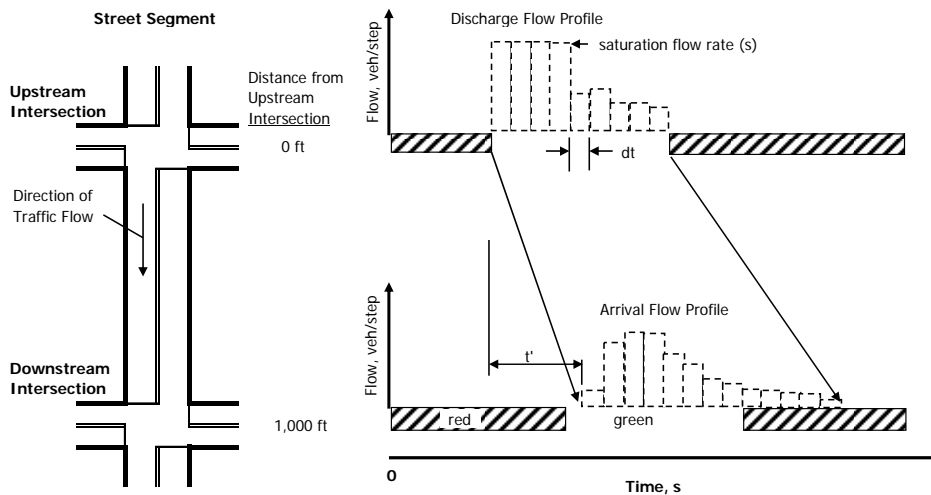 Street Segment
Upstream
Intersection
Distance from
Upstream
Intersection
0 ft
Direction of
Traffic Flow
Downstream
Intersection
1,000 ft
Discharge Flow Profile
saturation flow rate (s)
Flow, veh/step
dt
Arrival Flow Profile
Flow, veh/step
t'
red
green
0
Time, s